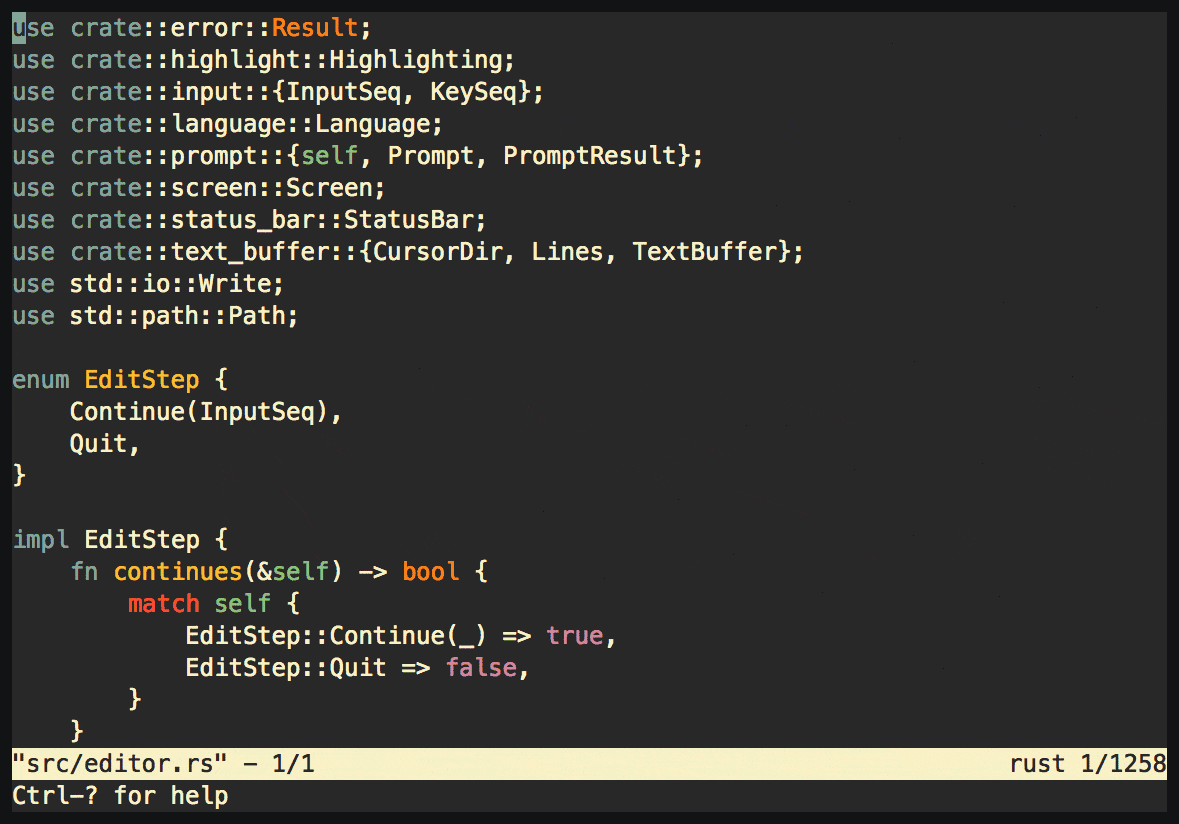 use crate::error::Result;
use crate::highlight::Highlighting;
use crate::input::{InputSeq, KeySeq};
use crate::language::Language;
use crate::prompt::{self, Prompt, PromptResult};
use crate::screen::Screen;
use crate::status_bar::StatusBar;
use crate::text_buffer::{CursorDir, Lines, TextBuffer};
use std::io::Write;
use std::path::Path;

enum EditStep {
    Continue(InputSeq),
    Quit,
}

impl EditStep {
    fn continues(&self) -> bool {
        match self {
            EditStep::Continue(_) => true,
            EditStep::Quit => false,
        }
    }
"src/editor.rs" - 1/1 rust 1/1258
Ctrl-? for help